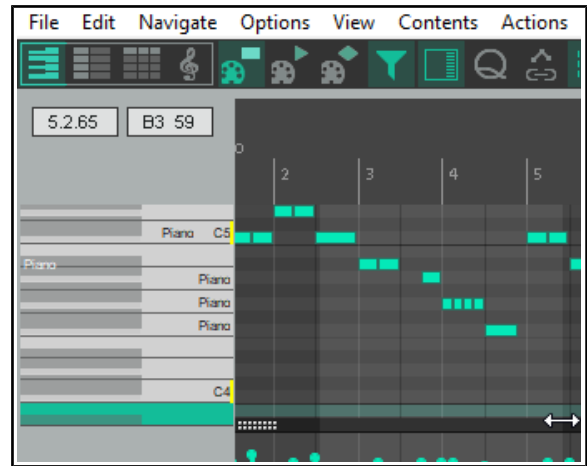 File Edit Navigate Options View Contents Actions
5.2.65 B3 59
2 3 4 5
Piano C5
Piano
Piano
Piano
Piano
C4